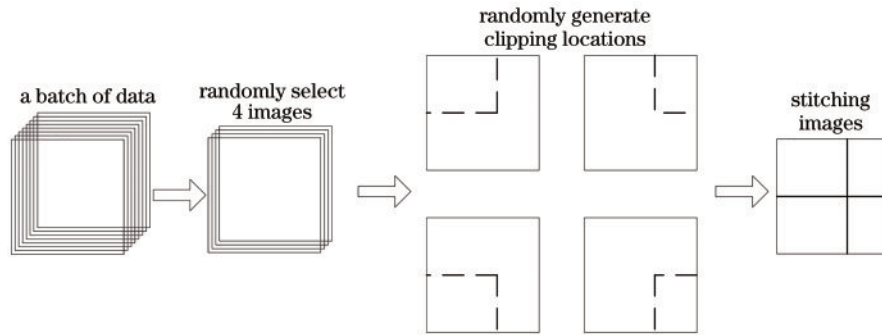 a batch of data
randomly select
4 images
randomly generate
clipping locations
stitching
images